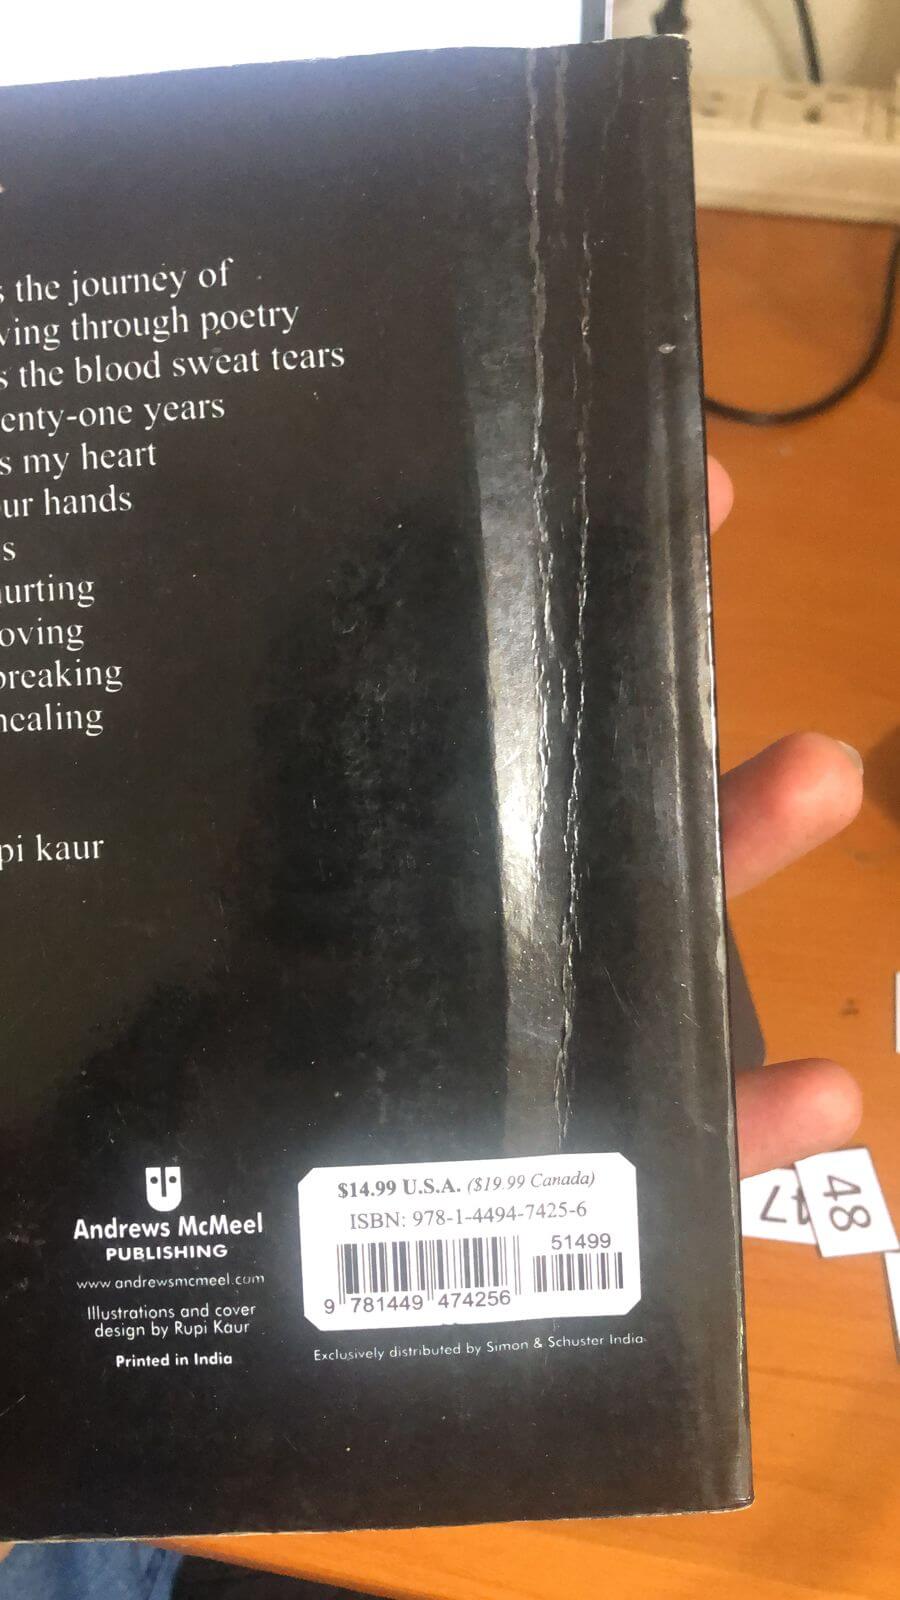 s the journey of
ving through poetry
s the blood sweat tears
enty-one years
s my heart
ur hands
s
urting
oving
breaking
healing
pi kaur
Andrews McMeel
PUBLISHING
www.andrewsmcmeel.com
Illustrations and cover
design by Rupi Kaur
Printed in India
$14.99 U.S.A. ($19.99 Canada)
ISBN: 978-1-4494-7425-6
51499
9 781449 474256
Exclusively distributed by Simon & Schuster India
47
48